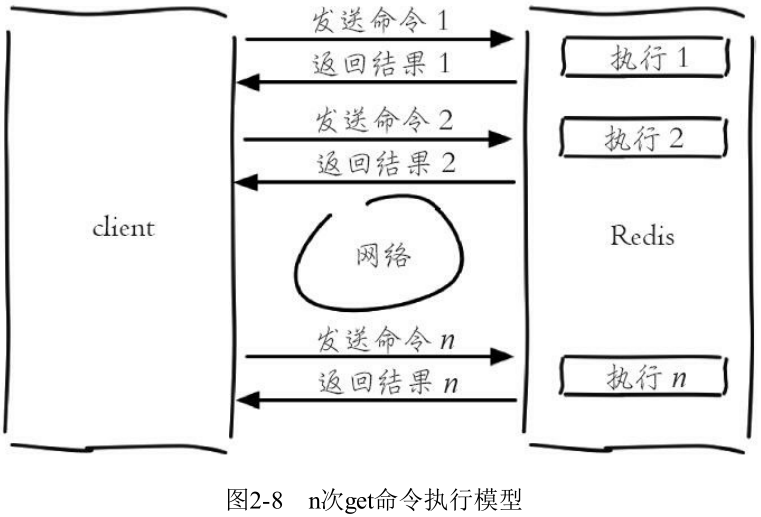 发送命令 1
执行 1
返回结果 1
发送命令 2
执行 2
返回结果 2
client
网络
Redis
发送命令 n
执行 n
返回结果 n
图2-8 n次get命令执行模型